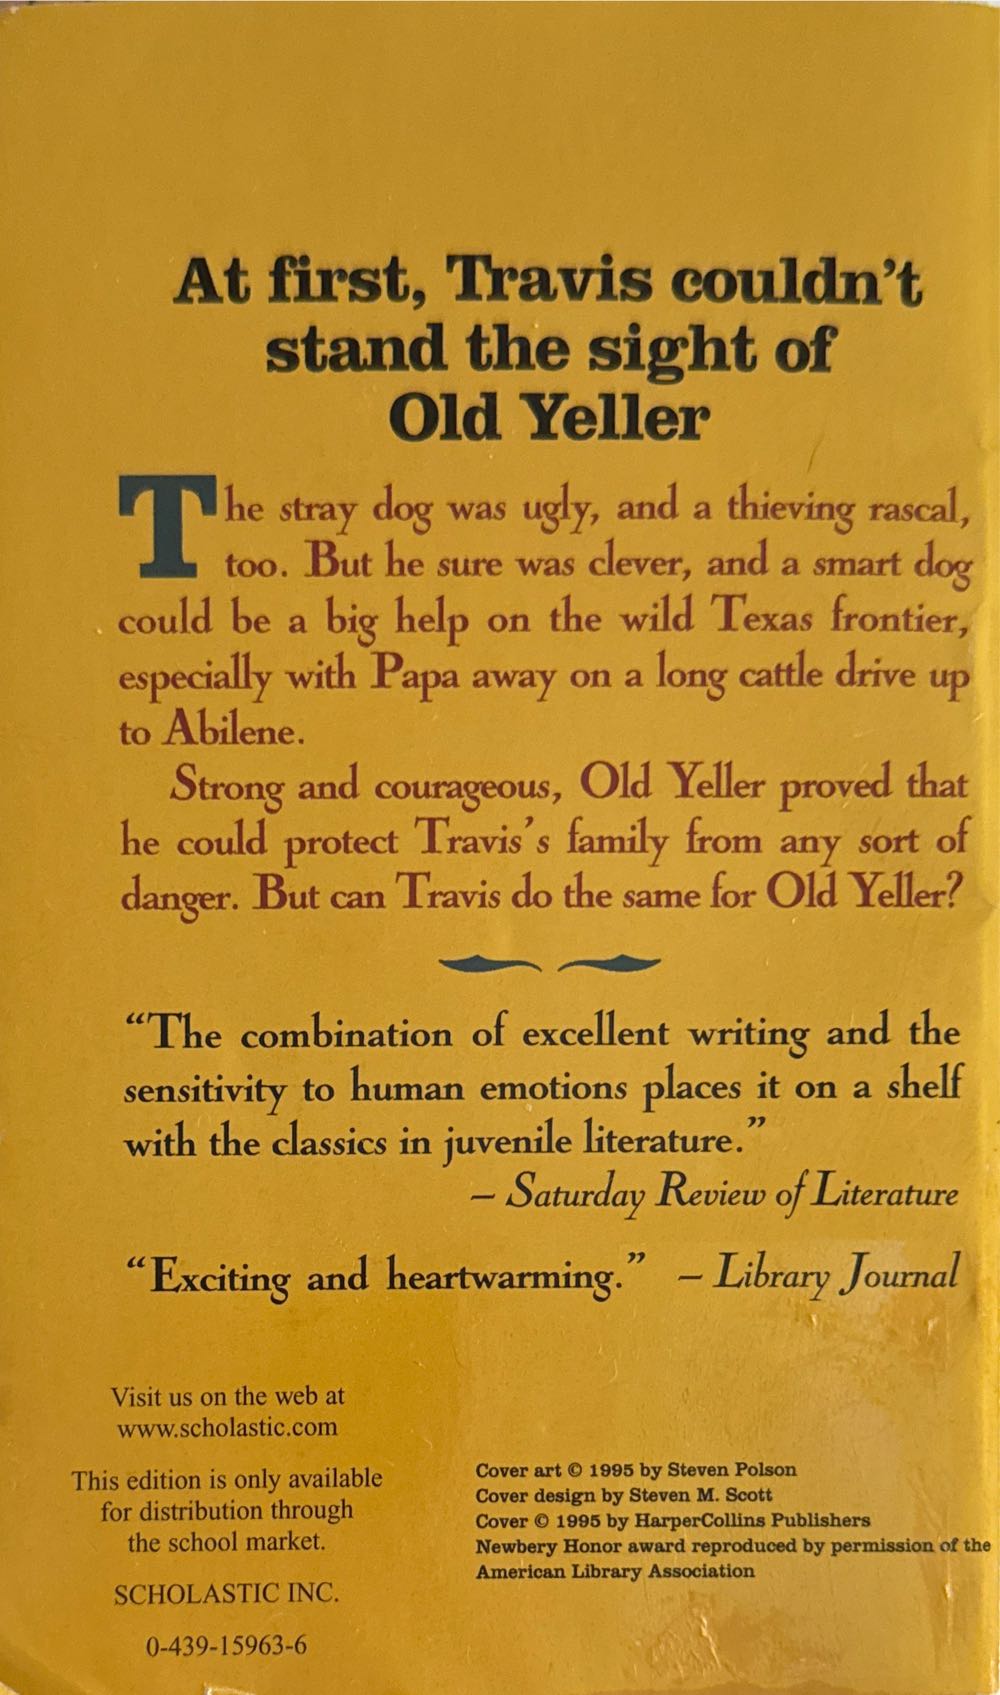 At first, Travis couldn't
stand the sight of
Old Yeller
The stray dog was ugly, and a thieving rascal,
too. But he sure was clever, and a smart dog
could be a big help on the wild Texas frontier,
especially with Papa away on a long cattle drive up
to Abilene.
Strong and courageous, Old Yeller proved that
he could protect Travis's family from any sort of
danger. But can Travis do the same for Old Yeller?
“The combination of excellent writing and the
sensitivity to human emotions places it on a shelf
with the classics in juvenile literature.”
– Saturday Review of Literature
“Exciting and heartwarming.” – Library Journal
Visit us on the web at
www.scholastic.com
This edition is only available
for distribution through
the school market.
SCHOLASTIC INC.
0-439-15963-6
Cover art © 1995 by Steven Polson
Cover design by Steven M. Scott
Cover © 1995 by HarperCollins Publishers
Newbery Honor award reproduced by permission of the
American Library Association